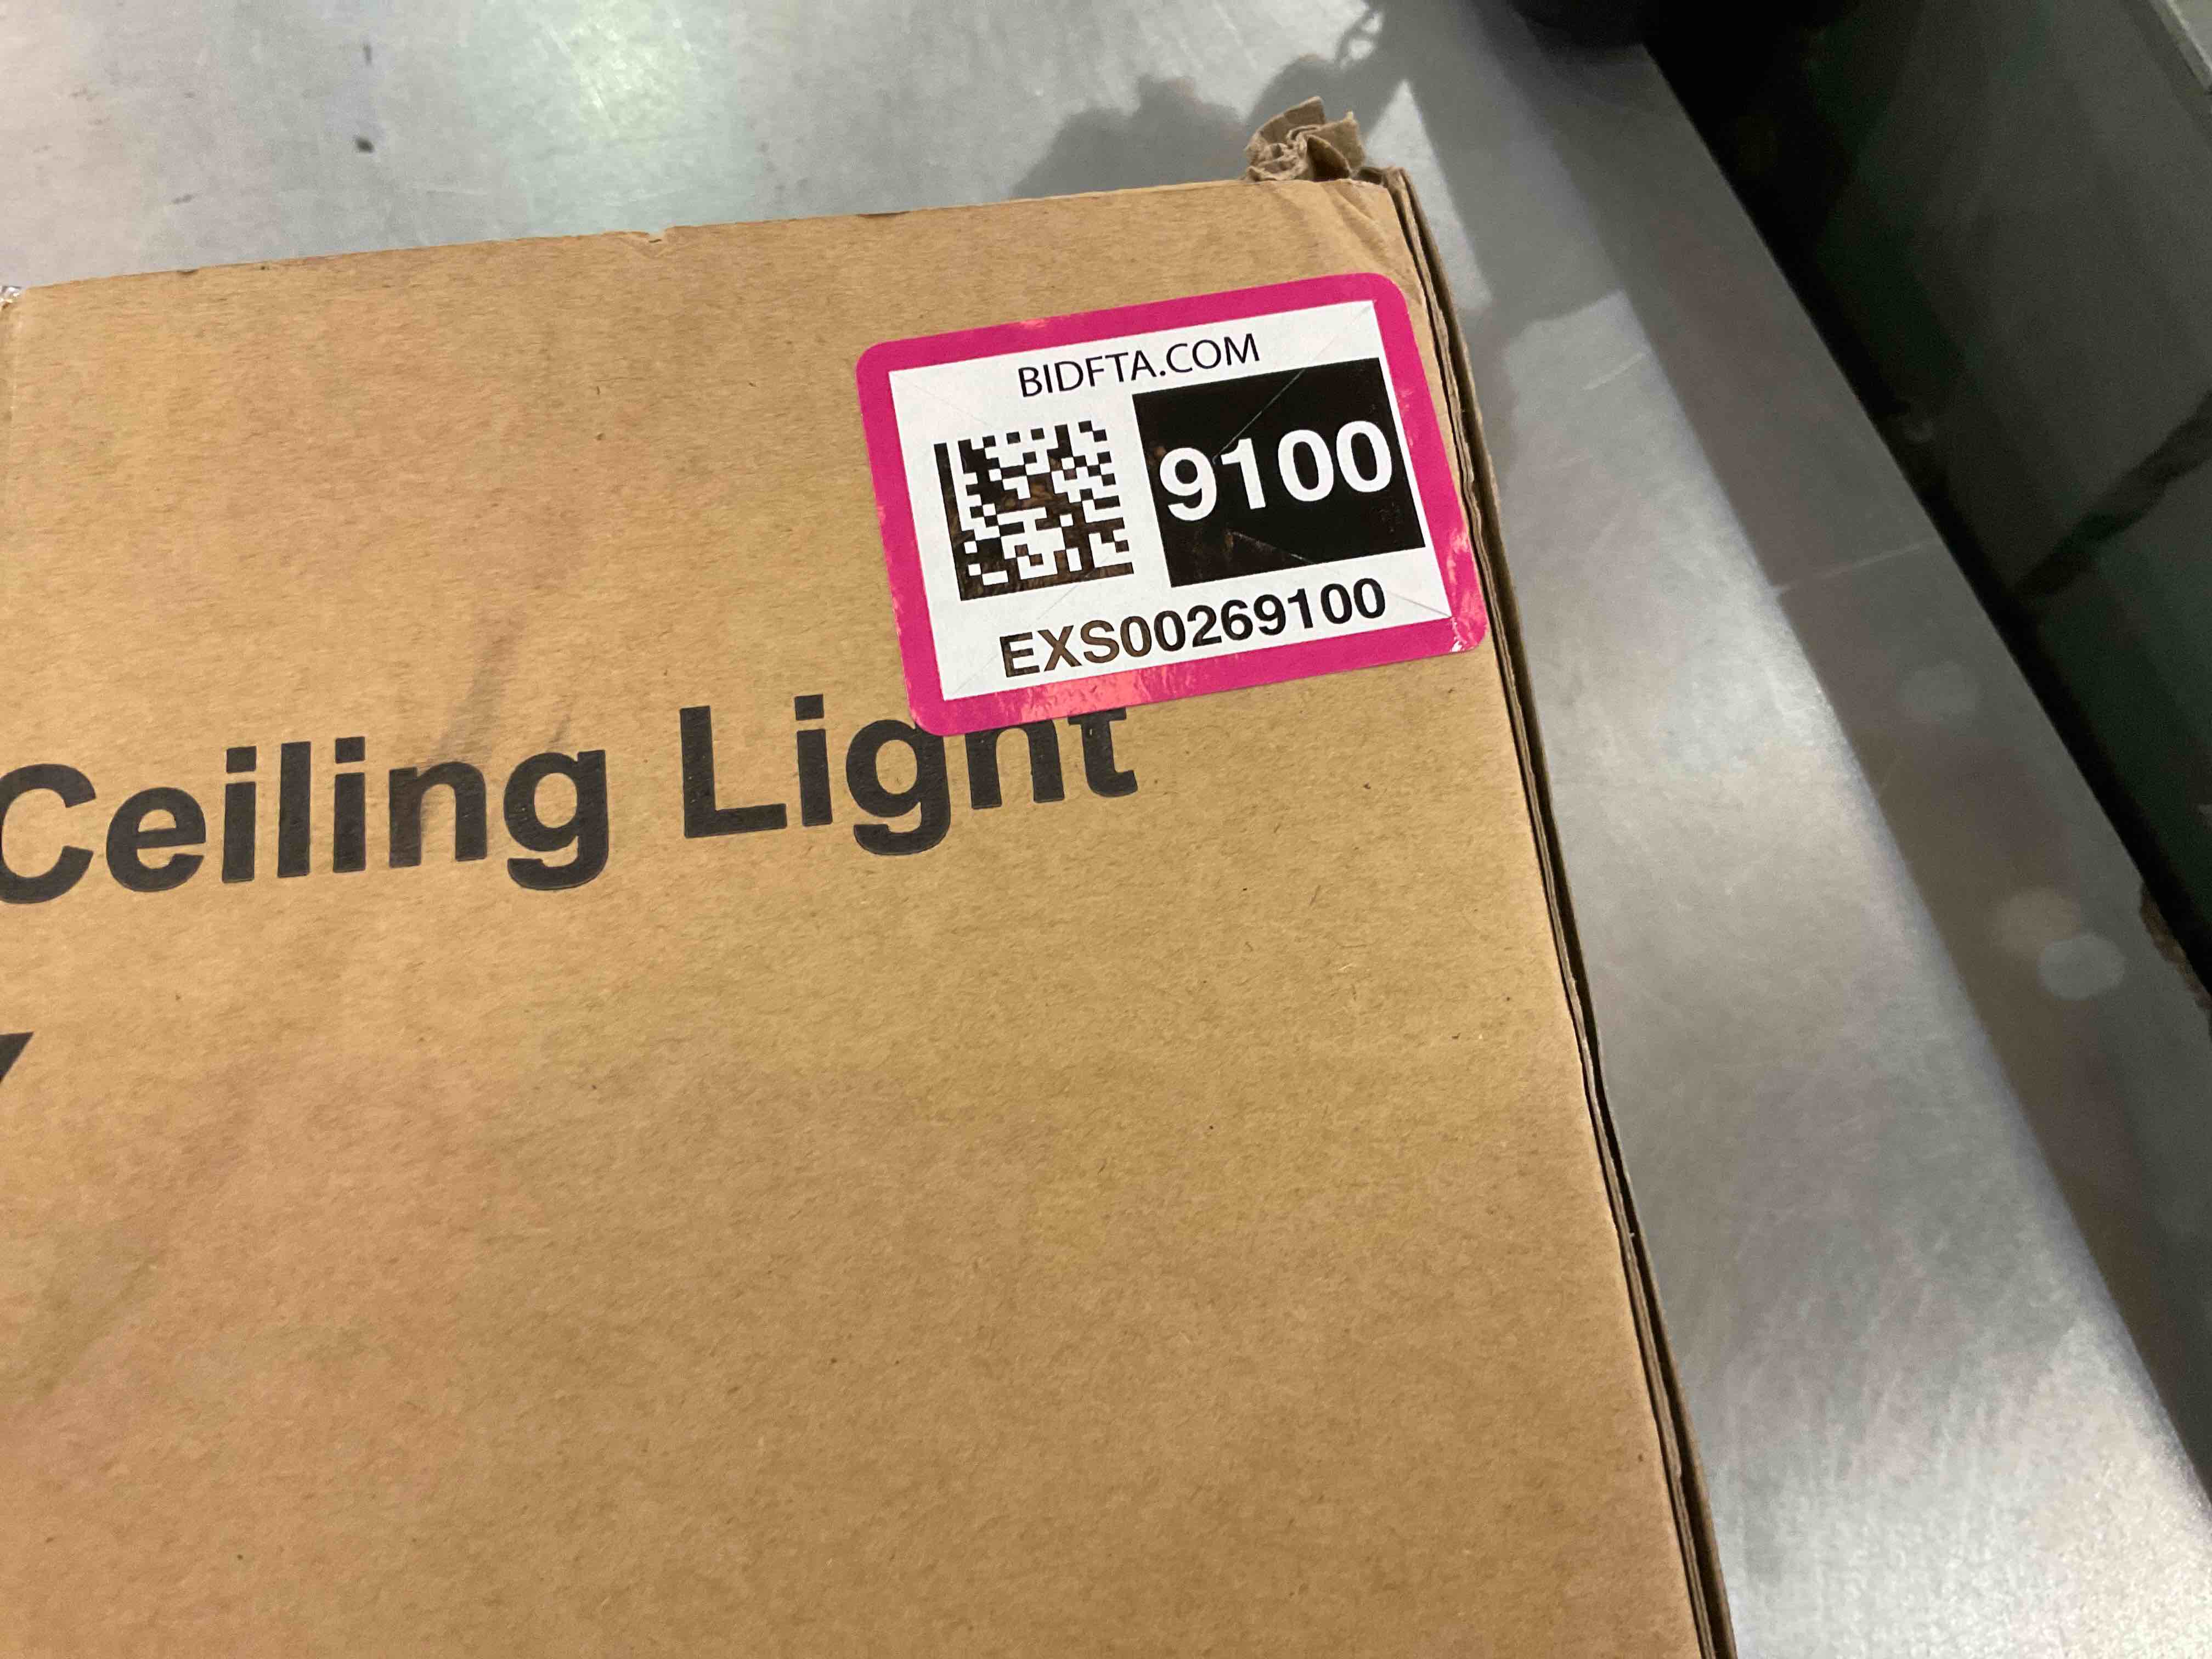 BIDFTA.COM
9100
EXS00269100
Ceiling Light